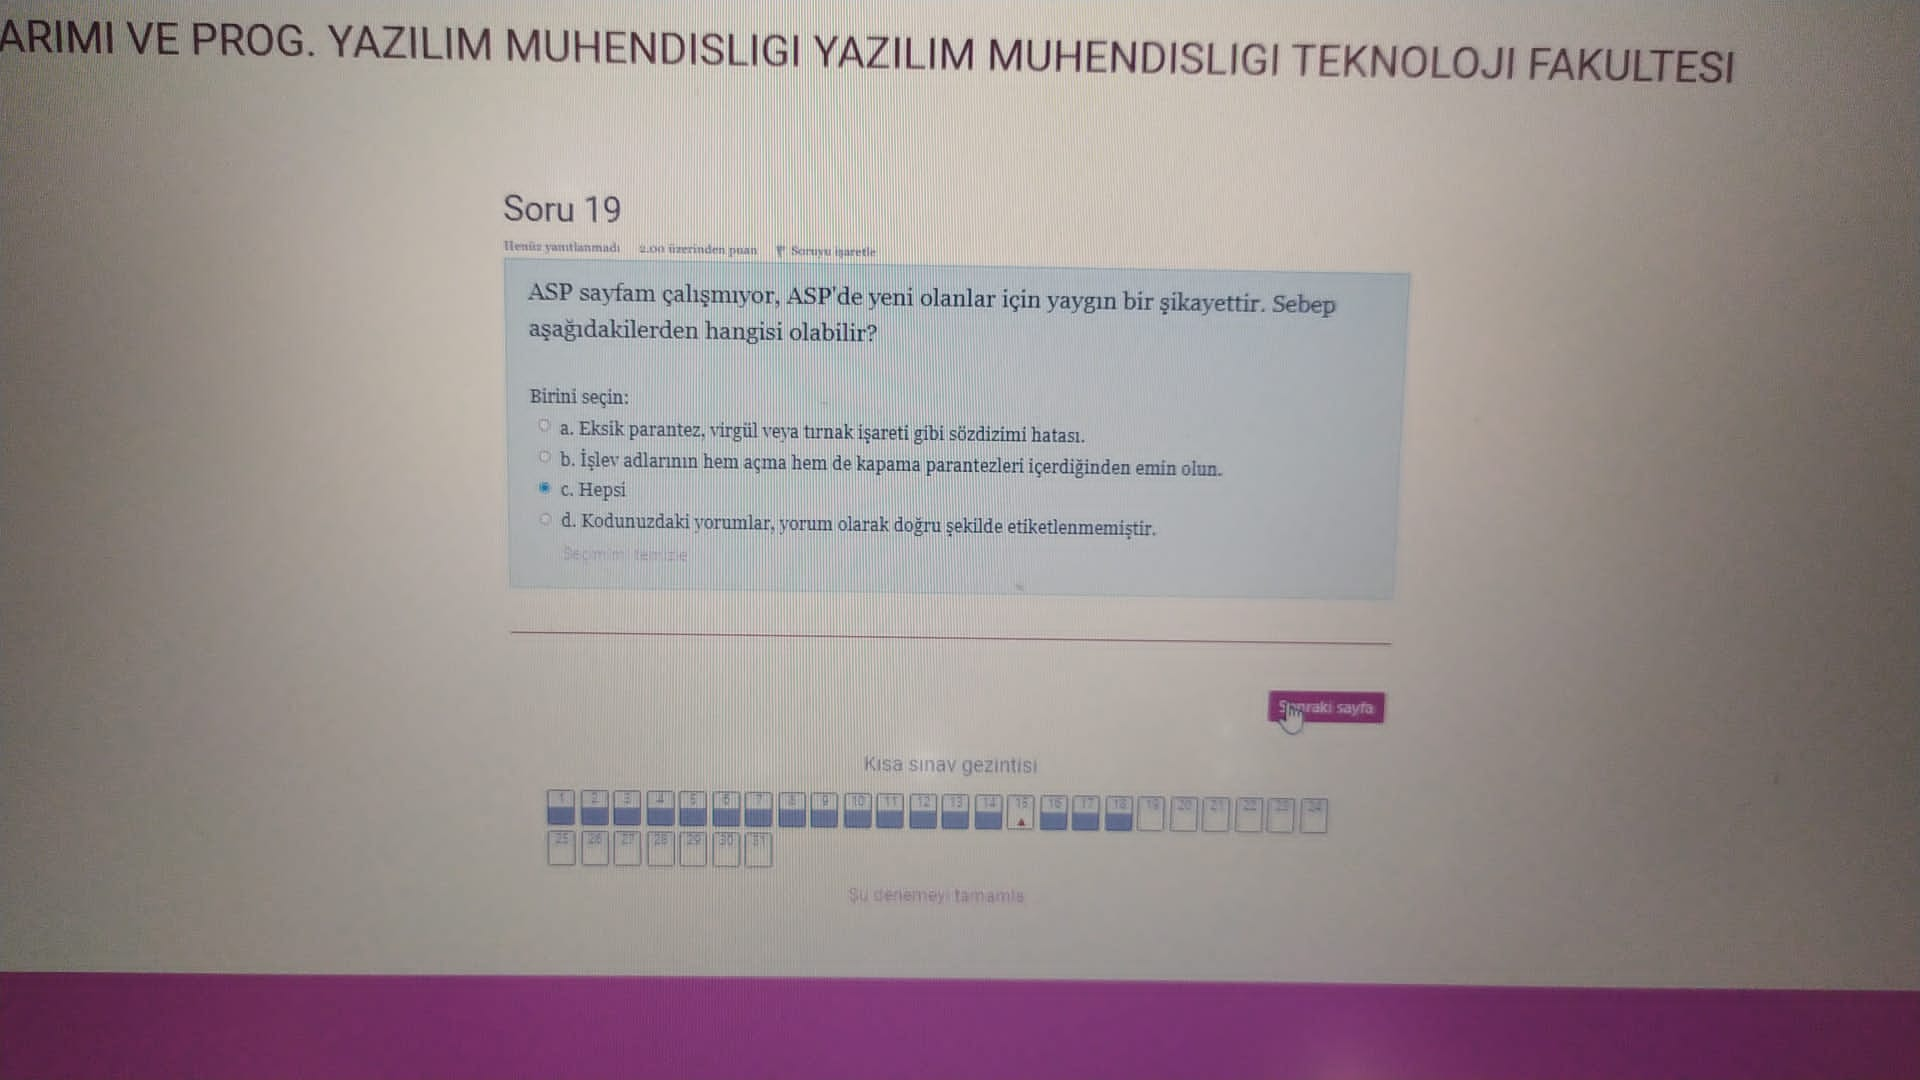 ARIMI VE PROG. YAZILIM MUHENDISLIGI YAZILIM MUHENDISLIGI TEKNOLOJI FAKULTESI
Soru 19
Henüz yanıtlanmadı 2.00 üzerinden puan Soruyu işaretle
ASP sayfam çalışmıyor, ASP'de yeni olanlar için yaygın bir şikayettir. Sebep
aşağıdakilerden hangisi olabilir?
Birini seçin:
a. Eksik parantez, virgül veya tırnak işareti gibi sözdizimi hatası.
b. İşlev adlarının hem açma hem de kapama parantezleri içerdiğinden emin olun.
c. Hepsi
d. Kodunuzdaki yorumlar, yorum olarak doğru şekilde etiketlenmemiştir.
Seçimimi temizle
Sonraki sayfa
Kısa sınav gezintisi
1 2 3 4 5 6 7 8 9 10 11 12 13 14 15 16 17 18 19 20 21 22 23 24
25 26 27 28 29 30 31
Şu denemeyi tamamla